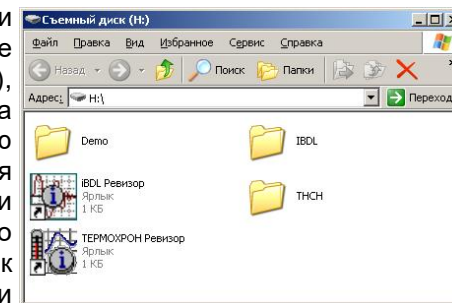 и
е
),
а
о
я
и
о
к
и
Съемный диск (H:)
Файл Правка Вид Избранное Сервис Справка
Назад Поиск Папки
Адрес: H:\ Переход
Demo
IBDL
iBDL Ревизор
Ярлык
1 КБ
THCH
ТЕРМОХРОН Ревизор
Ярлык
1 КБ